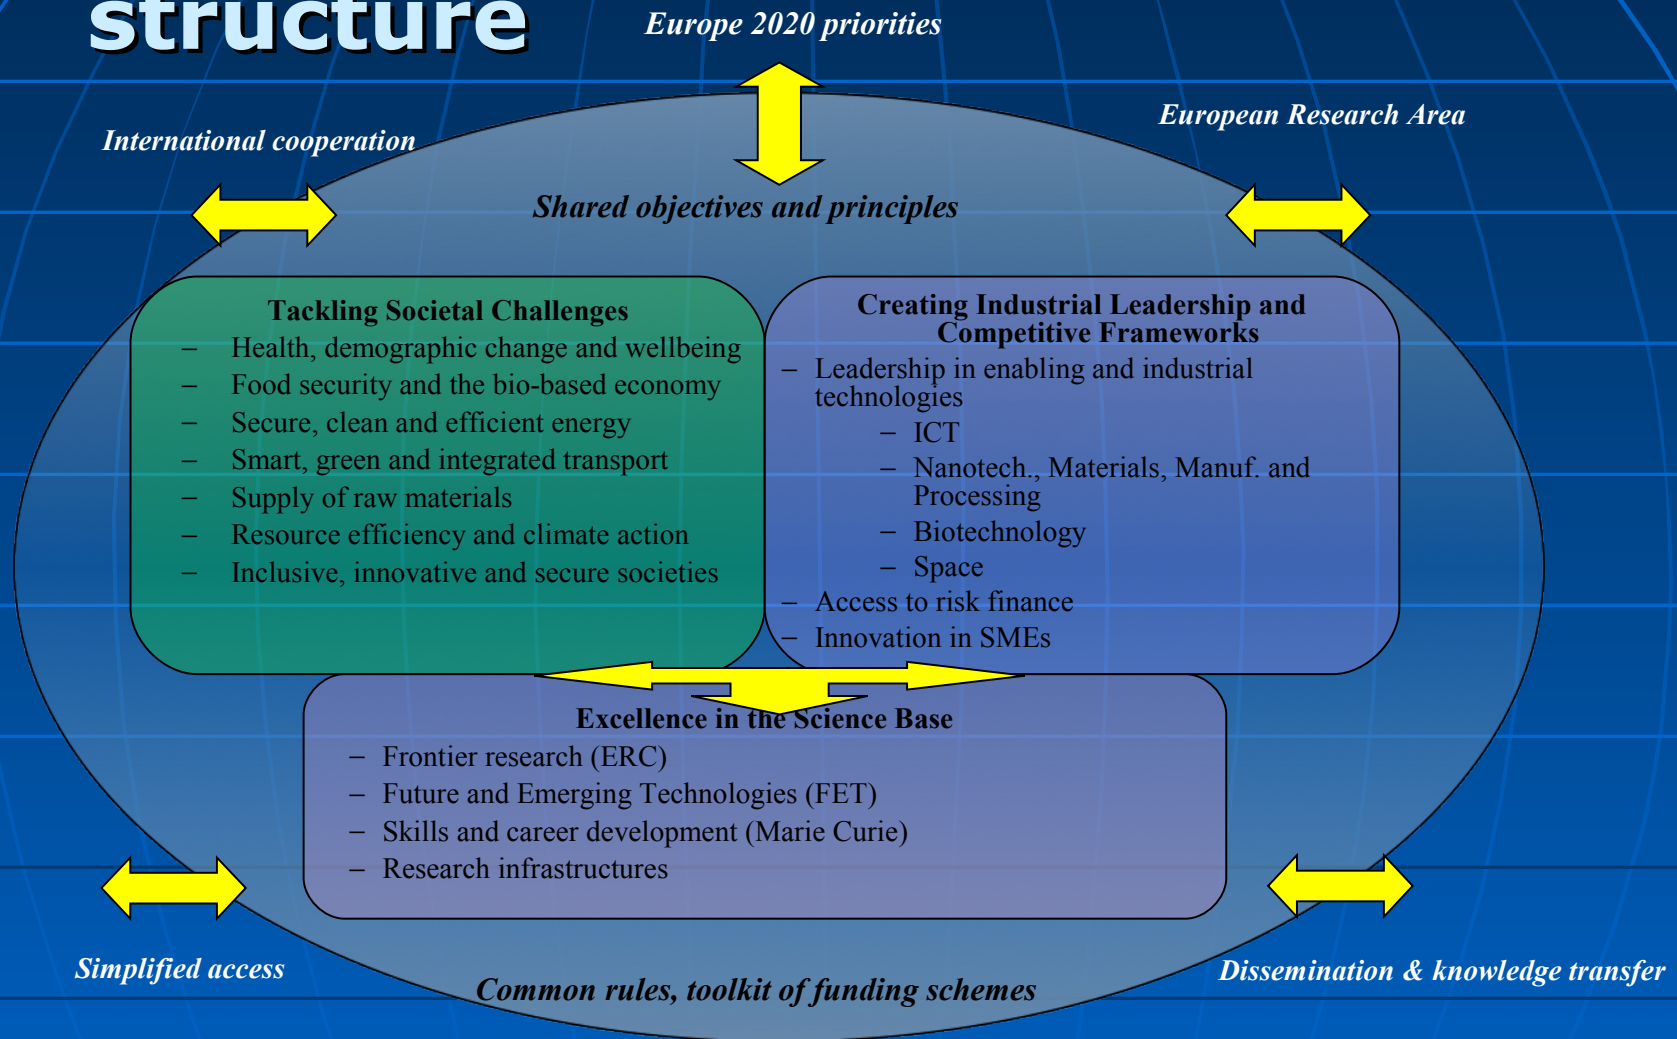 structure
Europe 2020 priorities
International cooperation
European Research Area
Shared objectives and principles
Tackling Societal Challenges
– Health, demographic change and wellbeing
– Food security and the bio-based economy
– Secure, clean and efficient energy
– Smart, green and integrated transport
– Supply of raw materials
– Resource efficiency and climate action
– Inclusive, innovative and secure societies
Creating Industrial Leadership and
Competitive Frameworks
– Leadership in enabling and industrial
technologies
– ICT
– Nanotech., Materials, Manuf. and
Processing
– Biotechnology
– Space
– Access to risk finance
– Innovation in SMEs
Excellence in the Science Base
– Frontier research (ERC)
– Future and Emerging Technologies (FET)
– Skills and career development (Marie Curie)
– Research infrastructures
Simplified access
Dissemination & knowledge transfer
Common rules, toolkit of funding schemes